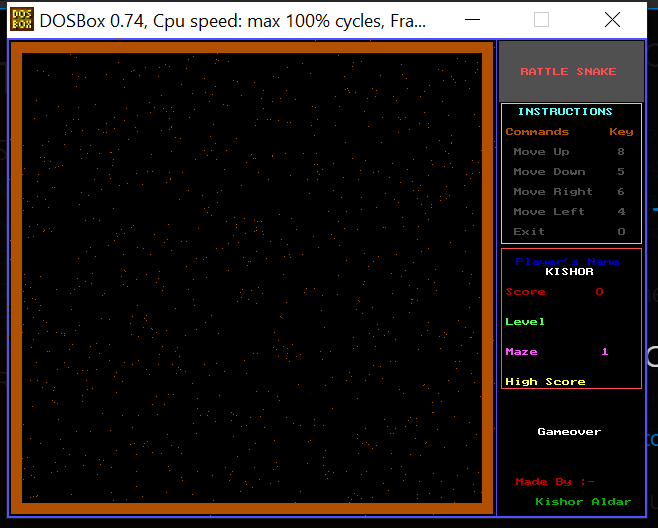 DOS
BOX
DOSBox 0.74, Cpu speed: max 100% cycles, Fra...
RATTLE SNAKE
INSTRUCTIONS
Commands Key
Move Up 8
Move Down 5
Move Right 6
Move Left 4
Exit 0
Player's Name
KISHOR
Score 0
Level
Maze 1
High Score
Gameover
Made By :-
Kishor Aldar